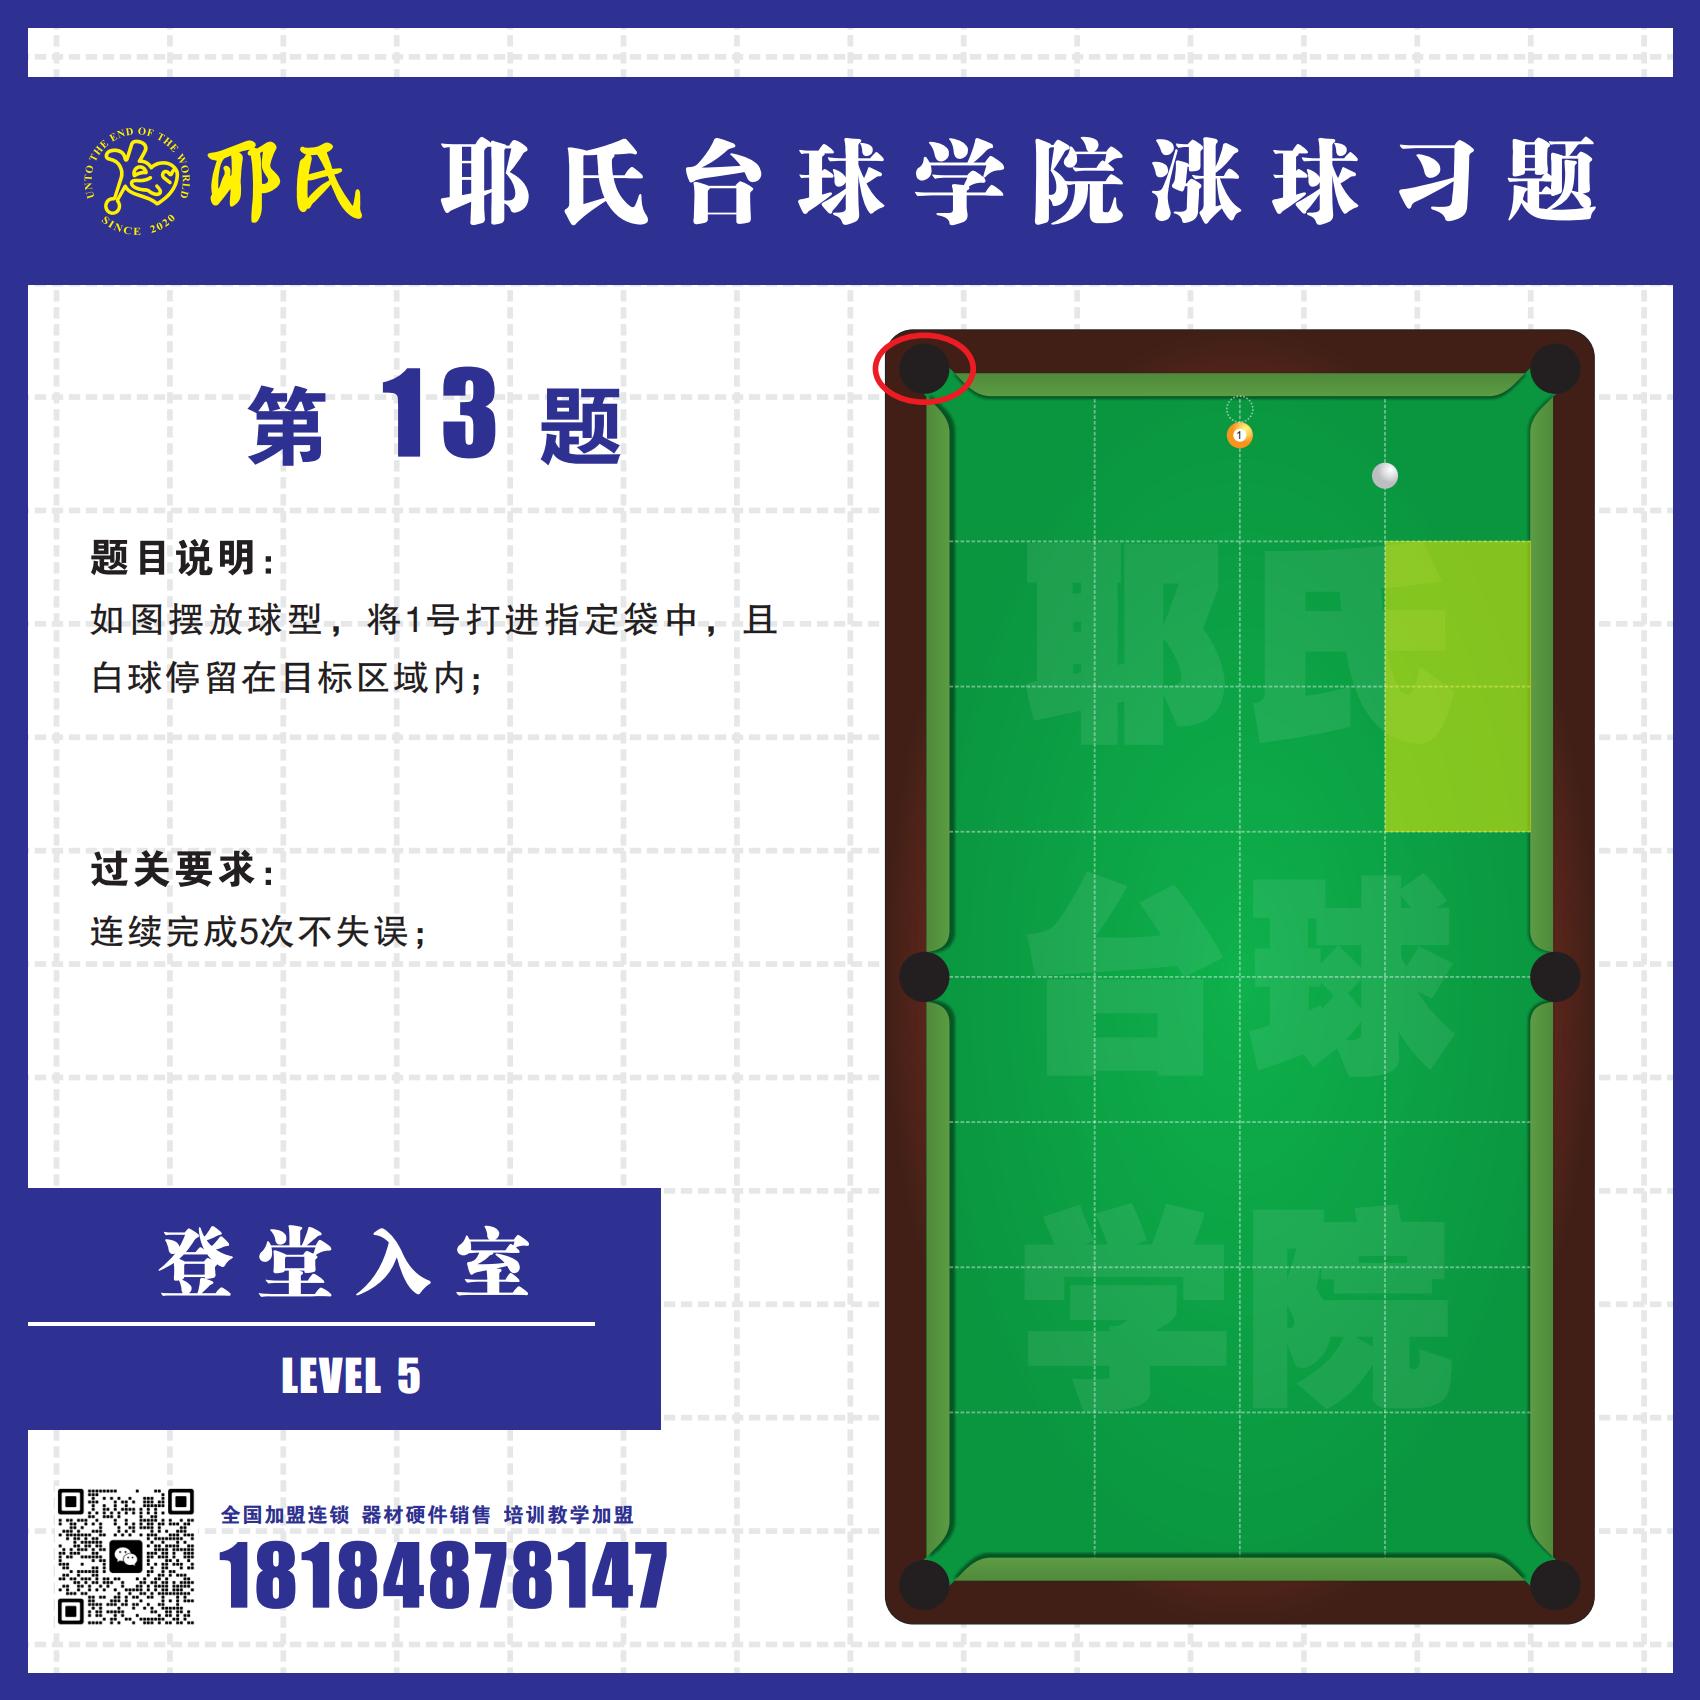 UNTO THE END OF THE WORLD
SINCE 2020
耶氏
耶氏台球学院涨球习题
第 13 题
题目说明：
如图摆放球型，将1号打进指定袋中，且
白球停留在目标区域内；
过关要求：
连续完成5次不失误；
登堂入室
LEVEL 5
全国加盟连锁 器材硬件销售 培训教学加盟
18184878147
1
耶氏
台球
学院